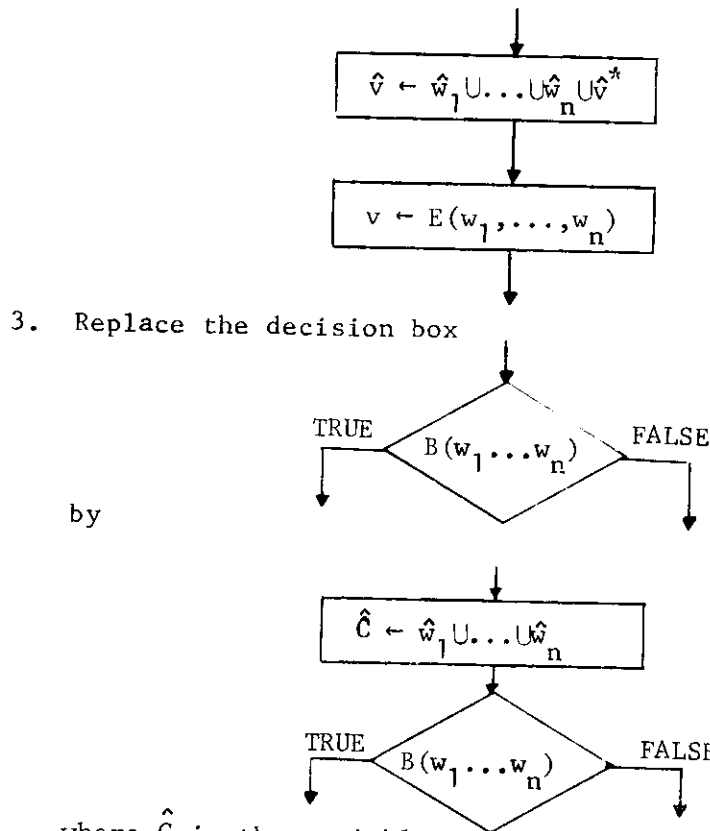 v̂ ← ŵ₁∪...∪ŵₙ∪v̂*
v ← E(w₁,...,wₙ)
3. Replace the decision box
TRUE B(w₁...wₙ) FALSE
by
Ĉ ← ŵ₁∪...∪ŵₙ
TRUE B(w₁...wₙ) FALSE
where Ĉ is the